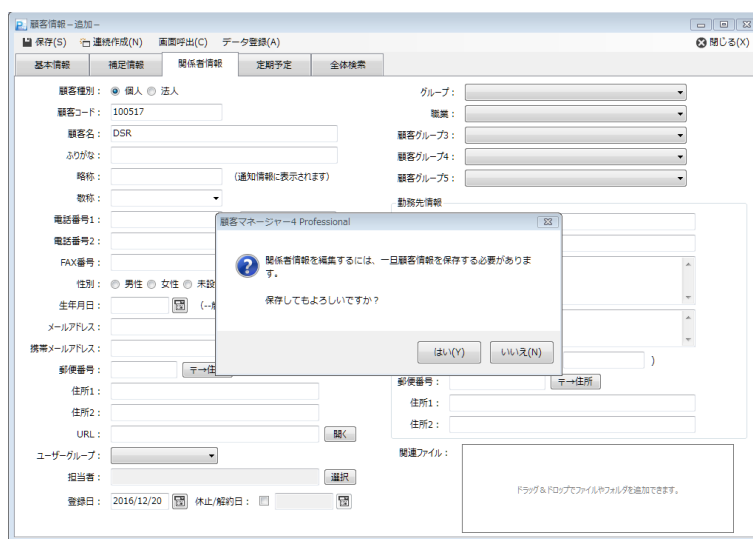 顧客情報－追加－
保存(S) 連続作成(N) 画面呼出(C) データ登録(A) 閉じる(X)
基本情報 補足情報 関係者情報 定期予定 全体検索
顧客種別： 個人 法人
グループ：
顧客コード： 100517
職業：
顧客名： DSR
顧客グループ3：
ふりがな：
顧客グループ4：
略称： (通知情報に表示されます)
顧客グループ5：
敬称：
勤務先情報
電話番号1：
電話番号2：
FAX番号：
性別： 男性 女性 未設
生年月日： (--
メールアドレス：
携帯メールアドレス：
顧客マネージャー4 Professional
関係者情報を編集するには、一旦顧客情報を保存する必要がありま
す。
保存してもよろしいですか？
はい(Y) いいえ(N)
)
郵便番号： 〒→住
郵便番号： 〒→住所
住所1：
住所1：
住所2：
住所2：
URL： 開く
ユーザーグループ：
関連ファイル：
担当者： 選択
ドラッグ&ドロップでファイルやフォルダを追加できます。
登録日： 2016/12/20 休止/解約日：